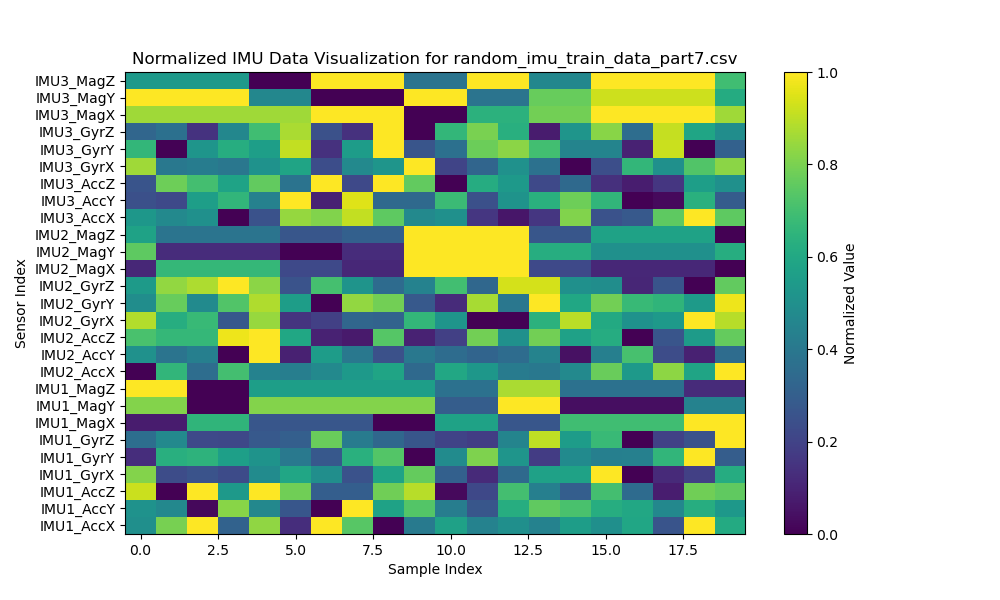 Normalized IMU Data Visualization for random_imu_train_data_part7.csv
IMU3_MagZ
IMU3_MagY
IMU3_MagX
IMU3_GyrZ
IMU3_GyrY
IMU3_GyrX
IMU3_AccZ
IMU3_AccY
IMU3_AccX
IMU2_MagZ
IMU2_MagY
IMU2_MagX
IMU2_GyrZ
IMU2_GyrY
IMU2_GyrX
IMU2_AccZ
IMU2_AccY
IMU2_AccX
IMU1_MagZ
IMU1_MagY
IMU1_MagX
IMU1_GyrZ
IMU1_GyrY
IMU1_GyrX
IMU1_AccZ
IMU1_AccY
IMU1_AccX
Sensor Index
0.0 2.5 5.0 7.5 10.0 12.5 15.0 17.5
Sample Index
1.0
0.8
0.6
0.4
0.2
0.0
Normalized Value